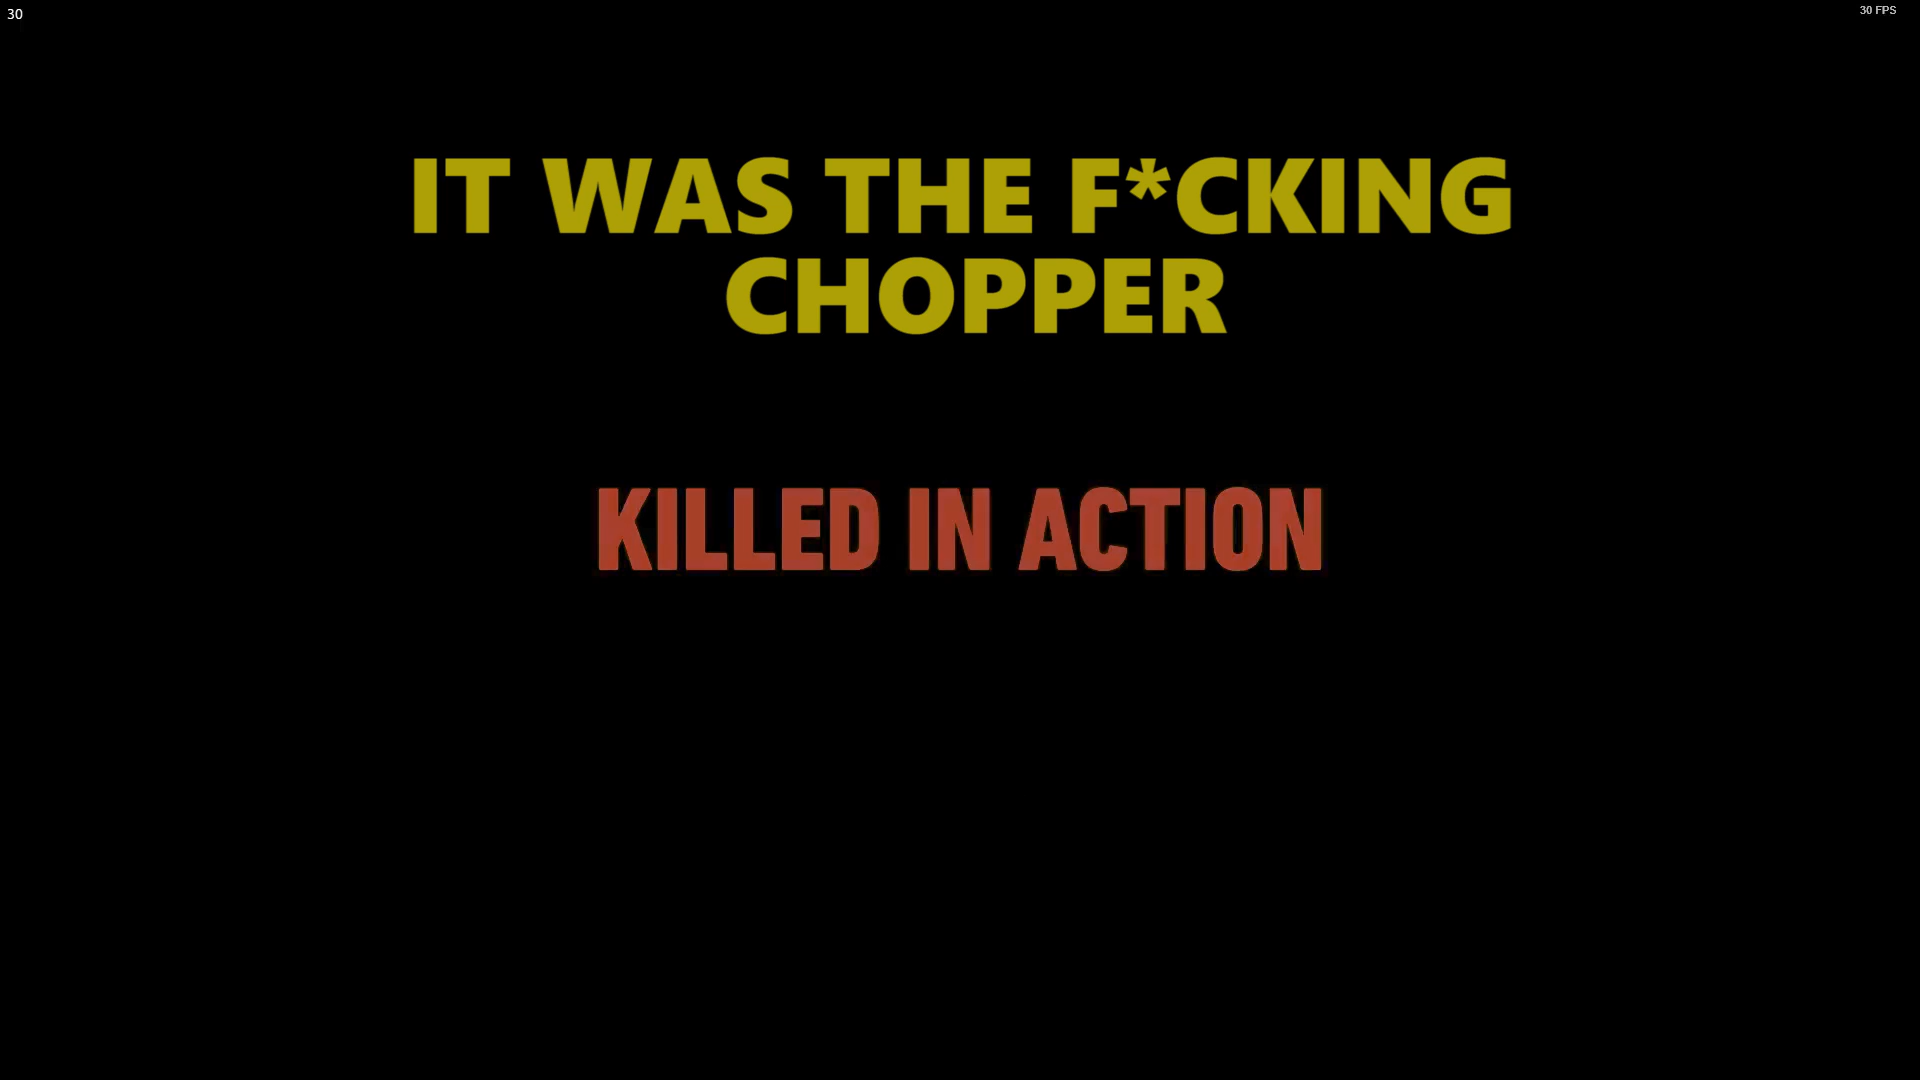 30
30 FPS
IT WAS THE F*CKING
CHOPPER
KILLED IN ACTION